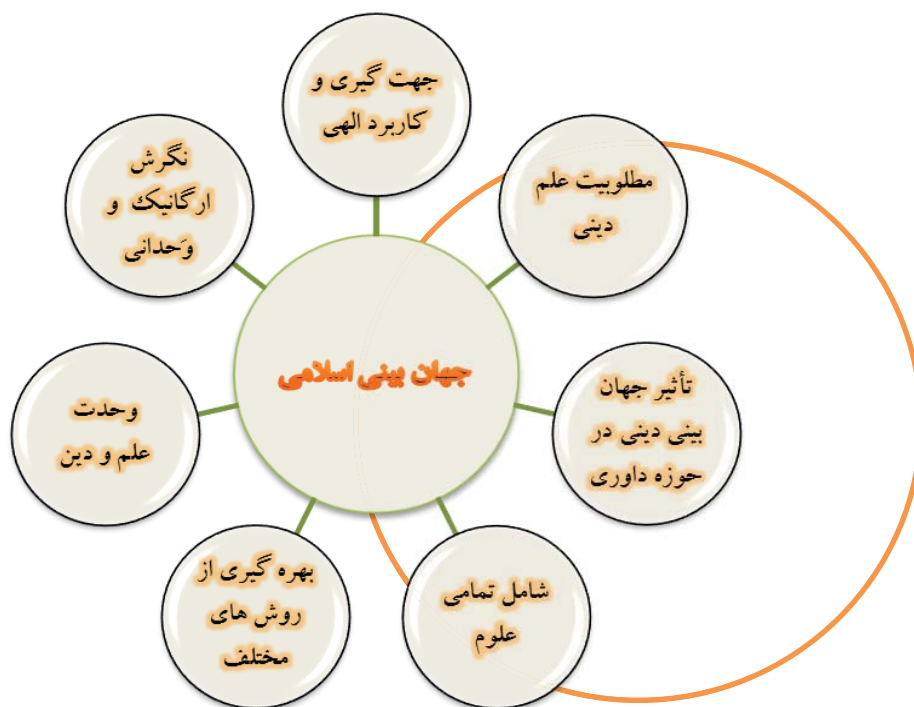 جهان بینی اسلامی
جهت گیری و
کاربرد الهی
مطلوبیت علم
دینی
تأثیر جهان
بینی دینی در
حوزه داوری
شامل تمامی
علوم
بهره گیری از
روش های
مختلف
وحدت
علم و دین
نگرش
ارگانیک و
وَحدانی